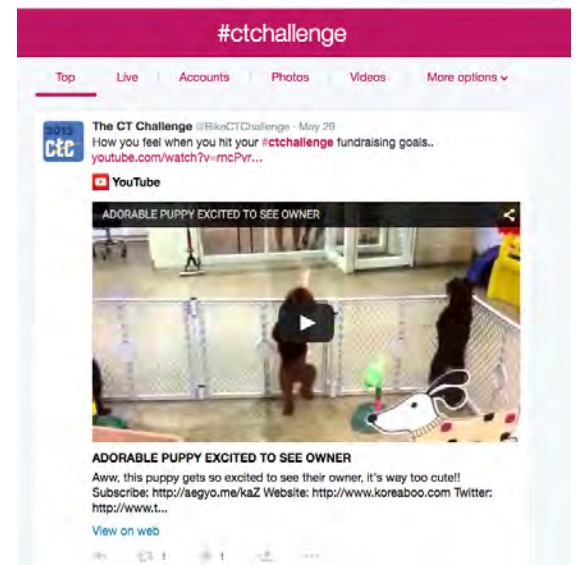 #ctchallenge
Top Live Accounts Photos Videos More options
2015
ctc
The CT Challenge @BikeCTChallenge · May 29
How you feel when you hit your #ctchallenge fundraising goals..
youtube.com/watch?v=rncPvr...
YouTube
ADORABLE PUPPY EXCITED TO SEE OWNER
ADORABLE PUPPY EXCITED TO SEE OWNER
Aww, this puppy gets so excited to see their owner, it's way too cute!!
Subscribe: http://aegyo.me/kaZ Website: http://www.koreaboo.com Twitter:
http://www.t...
View on web
1 1